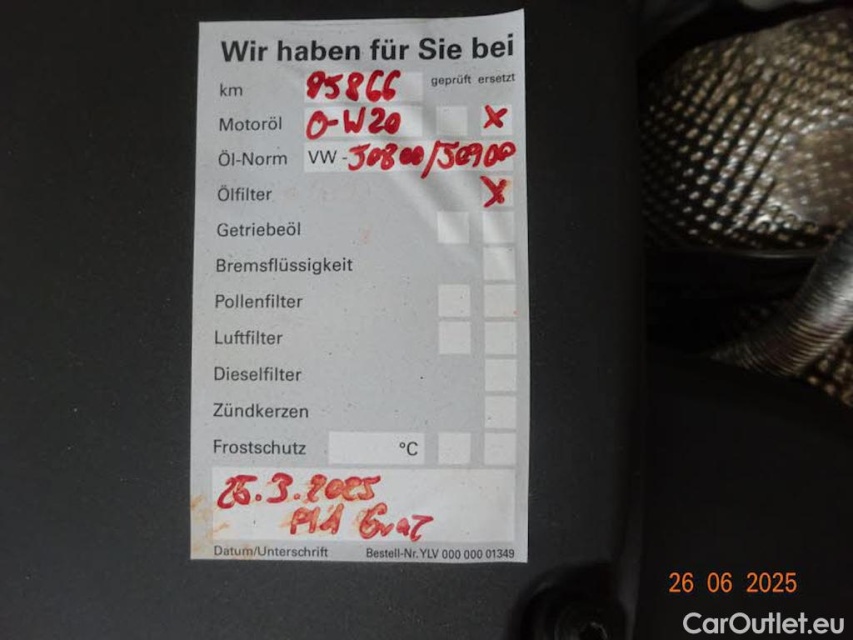 Wir haben für Sie bei
km 95866 geprüft ersetzt
Motoröl 0-W20 X
Öl-Norm VW -50800/50900
Ölfilter X
Getriebeöl
Bremsflüssigkeit
Pollenfilter
Luftfilter
Dieselfilter
Zündkerzen
Frostschutz °C
25.3.2025
Graz
Datum/Unterschrift Bestell-Nr. YLV 000 000 01349
26 06 2025
CarOutlet.eu